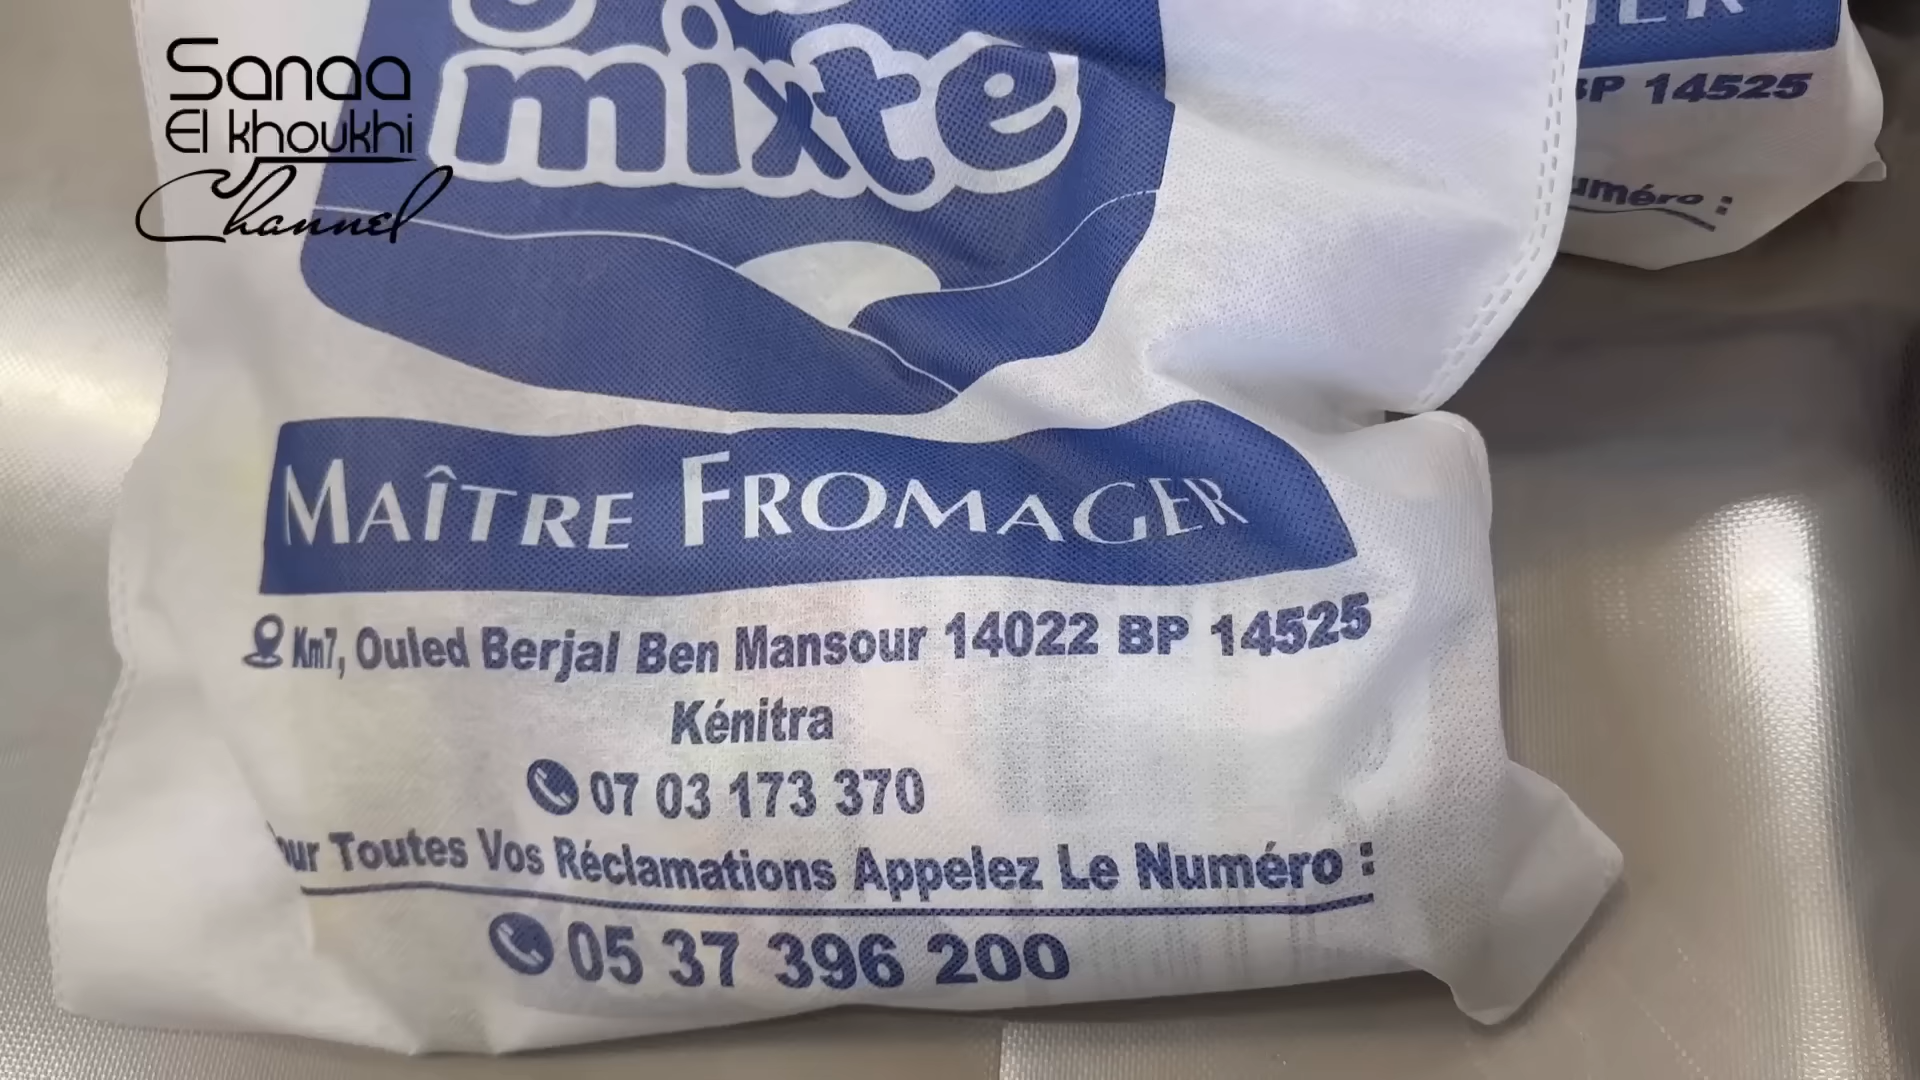 Sanaa
El khoukhi
Channel
mixte
MAÎTRE FROMAGER
Km7, Ouled Berjal Ben Mansour 14022 BP 14525
Kénitra
07 03 173 370
Toutes Vos Réclamations Appelez Le Numéro :
05 37 396 200
BP 14525